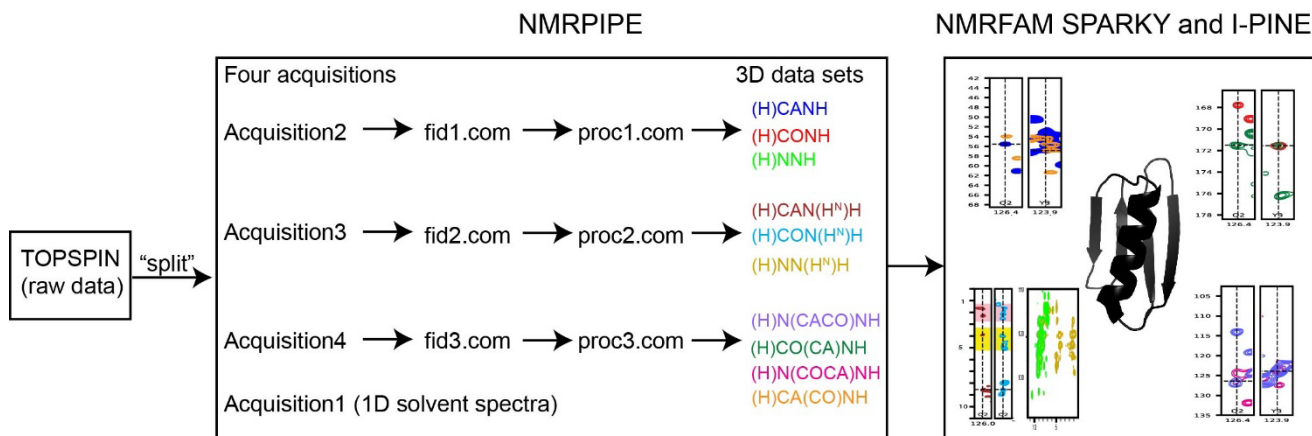 NMRPIPE
NMRFAM SPARKY and I-PINE
TOPSPIN
(raw data)
“split”
Four acquisitions
3D data sets
Acquisition2
fid1.com
proc1.com
(H)CANH
(H)CONH
(H)NNH
Acquisition3
fid2.com
proc2.com
(H)CAN(Hᴺ)H
(H)CON(Hᴺ)H
(H)NN(Hᴺ)H
Acquisition4
fid3.com
proc3.com
(H)N(CACO)NH
(H)CO(CA)NH
(H)N(COCA)NH
(H)CA(CO)NH
Acquisition1 (1D solvent spectra)
42
44
46
48
50
52
54
56
58
60
62
64
66
68
Q2
Y3
126.4
123.9
168
170
172
174
176
178
Q2
Y3
126.4
123.9
1
5
10
126.0
105
110
115
120
125
130
135
Q2
Y3
126.4
123.9